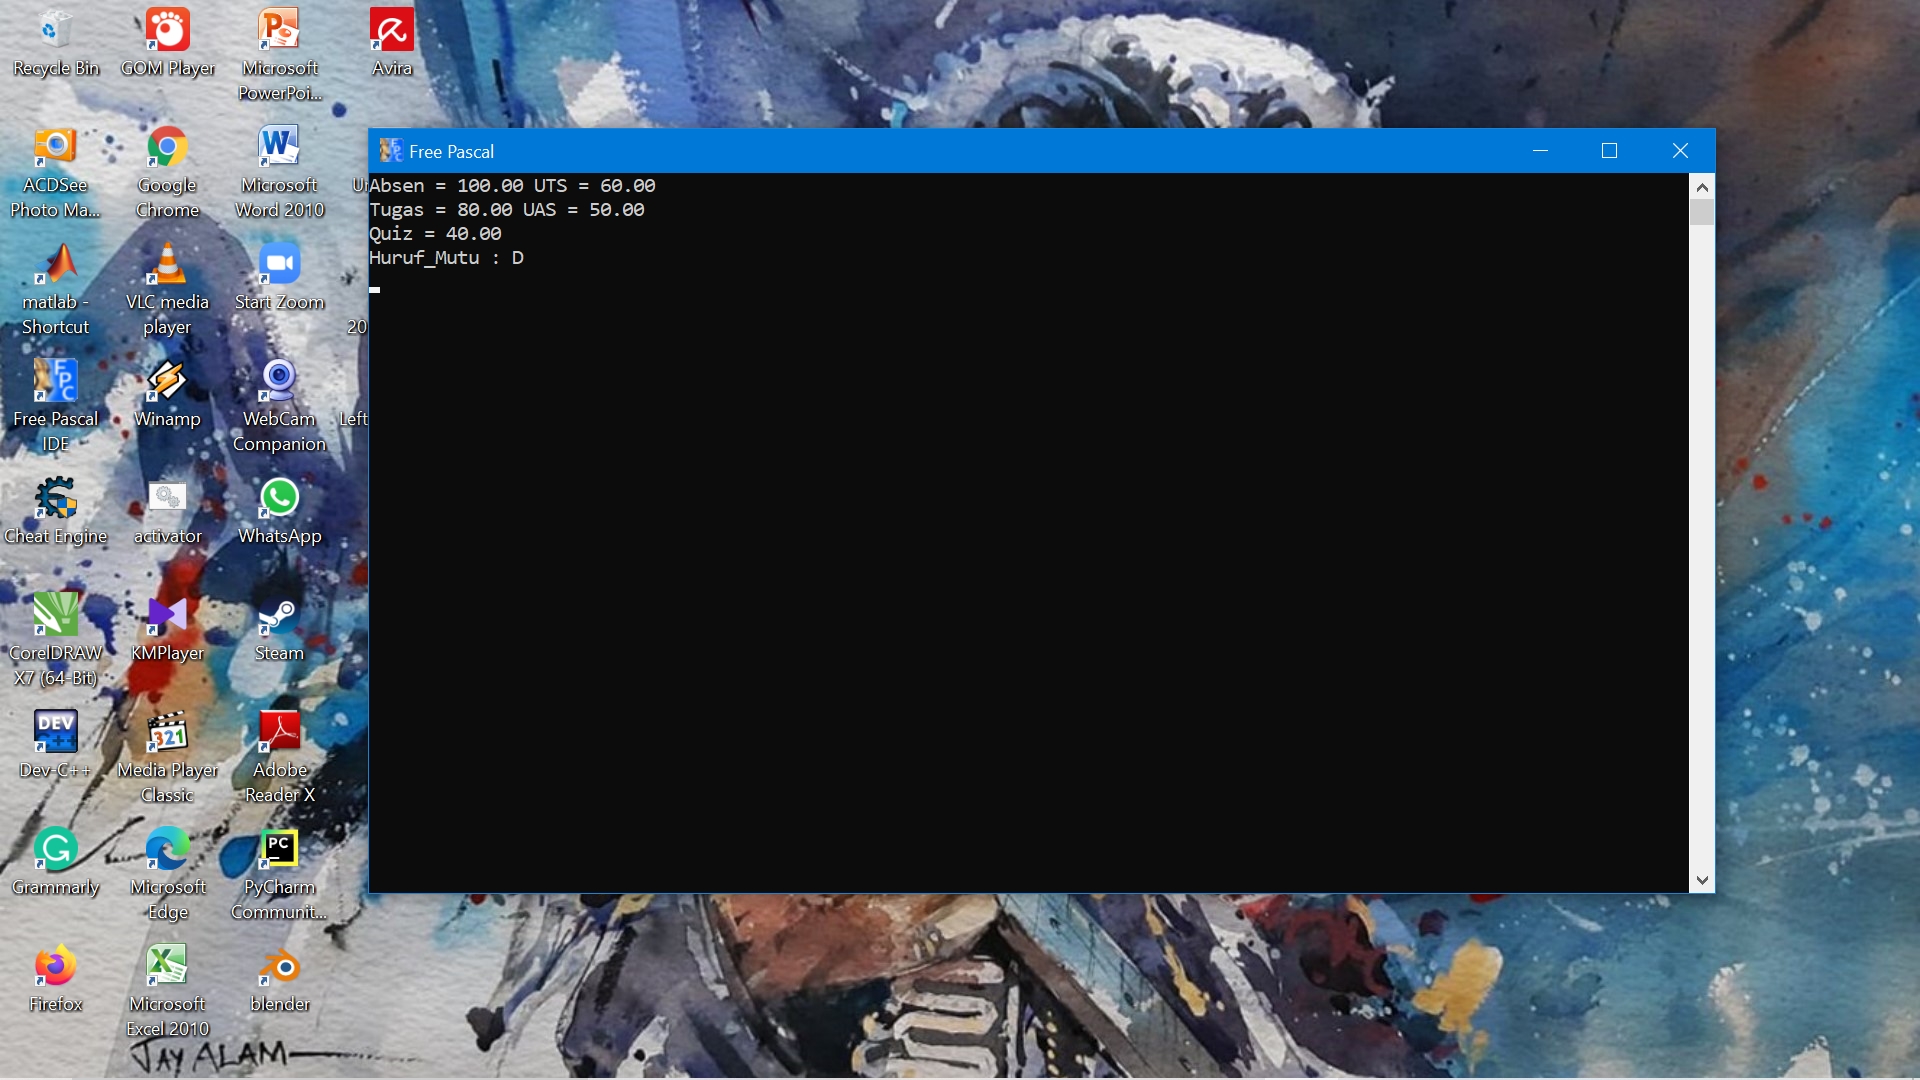 Recycle Bin
GOM Player
Microsoft
PowerPoi...
Avira
ACDSee
Photo Ma...
Google
Chrome
Microsoft
Word 2010
matlab -
Shortcut
VLC media
player
Start Zoom
20
Free Pascal
IDE
Winamp
WebCam
Companion
Left
Cheat Engine
activator
WhatsApp
CorelDRAW
X7 (64-Bit)
KMPlayer
Steam
DEV
C++
Dev-C++
321
Media Player
Classic
Adobe
Reader X
Grammarly
Microsoft
Edge
PC
PyCharm
Communit...
Firefox
Microsoft
Excel 2010
blender
Free Pascal
Absen = 100.00 UTS = 60.00
Tugas = 80.00 UAS = 50.00
Quiz = 40.00
Huruf_Mutu : D
JAY ALAM